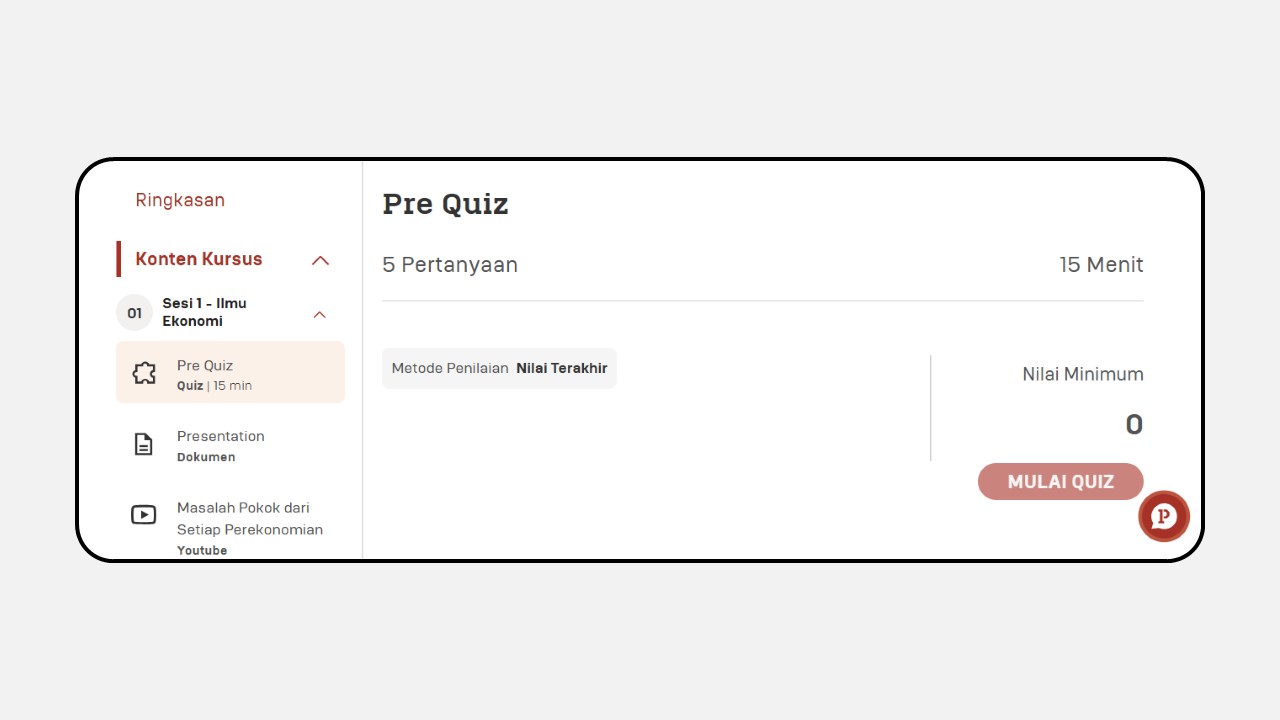 Ringkasan
Konten Kursus
01
Sesi 1 - Ilmu
Ekonomi
Pre Quiz
Quiz | 15 min
Presentation
Dokumen
Masalah Pokok dari
Setiap Perekonomian
Youtube
Pre Quiz
5 Pertanyaan
15 Menit
Metode Penilaian Nilai Terakhir
Nilai Minimum
0
MULAI QUIZ
P